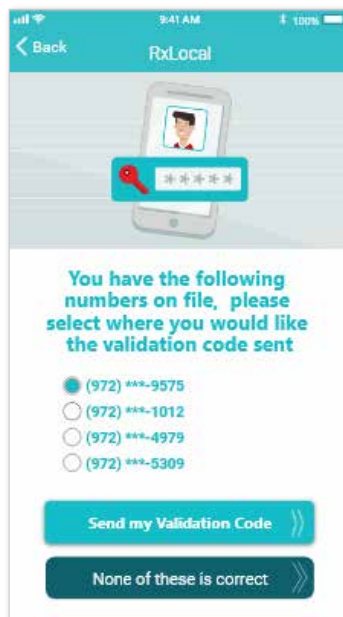 9:41 AM
100%
Back
RxLocal
*****
You have the following
numbers on file, please
select where you would like
the validation code sent
(972) ***-9575
(972) ***-1012
(972) ***-4979
(972) ***-5309
Send my Validation Code
None of these is correct